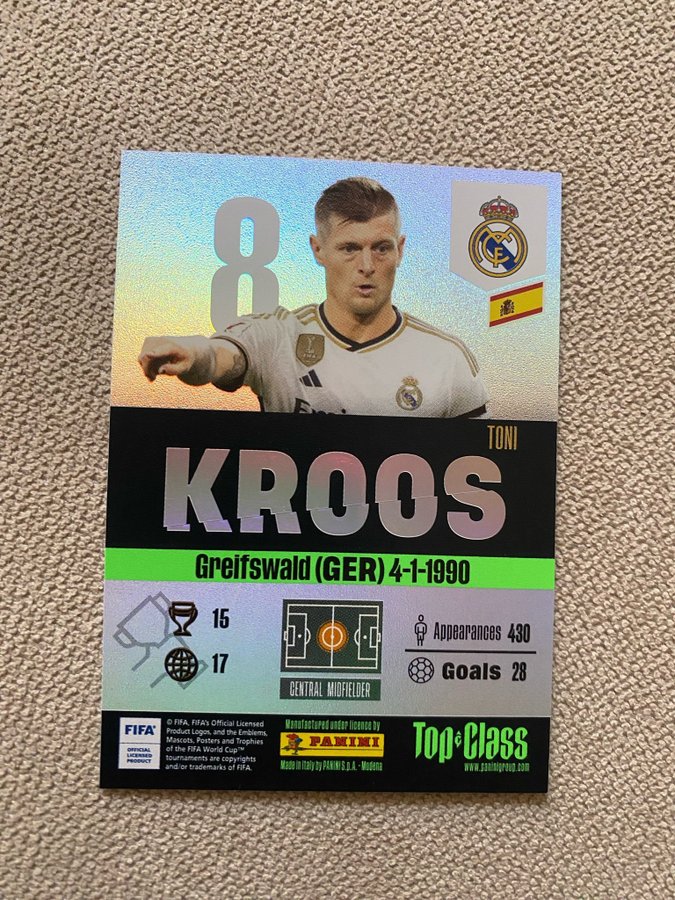 8
TONI
KROOS
Greifswald (GER) 4-1-1990
15
17
CENTRAL MIDFIELDER
Appearances 430
Goals 28
FIFA®
OFFICIAL
LICENSED
PRODUCT
© FIFA, FIFA's Official Licensed
Product Logos, and the Emblems,
Mascots, Posters and Trophies
of the FIFA World Cup™
tournaments are copyrights
and/or trademarks of FIFA.
Manufactured under licence by
PANINI
Made in Italy by PANINI S.p.A. - Modena
Top Class
www.paninigroup.com